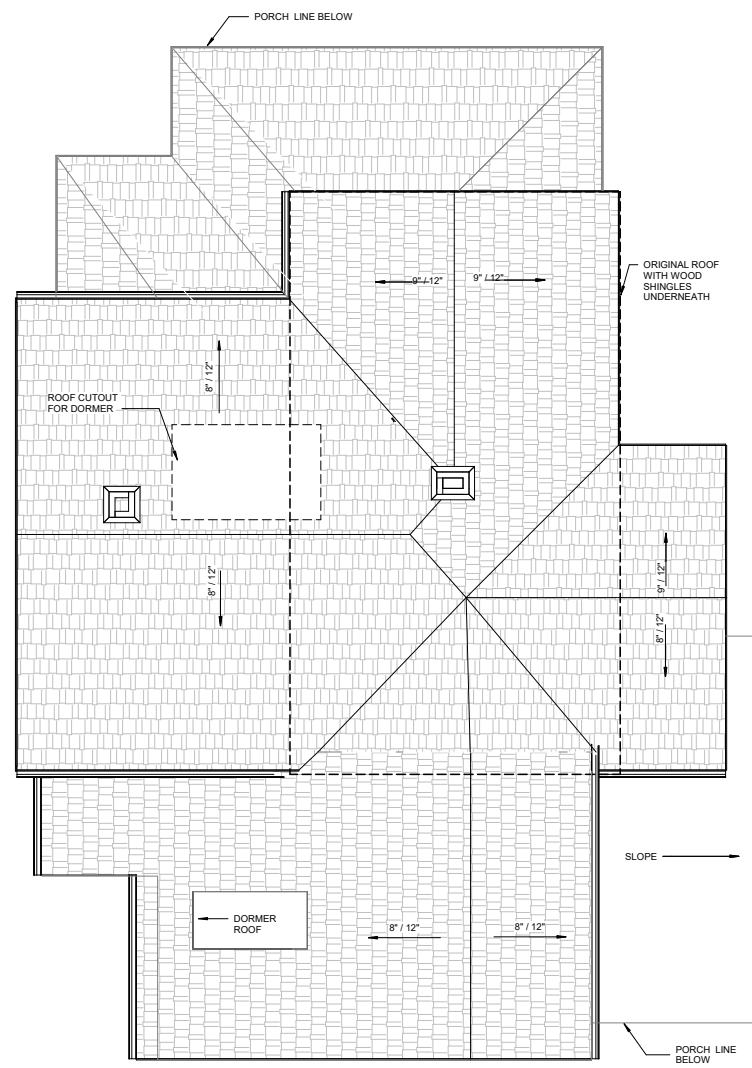 PORCH LINE BELOW
ORIGINAL ROOF
WITH WOOD
SHINGLES
UNDERNEATH
9" / 12"
9" / 12"
8" / 12"
ROOF CUTOUT
FOR DORMER
8" / 12"
9" / 12"
8" / 12"
SLOPE
DORMER
ROOF
8" / 12"
8" / 12"
PORCH LINE
BELOW